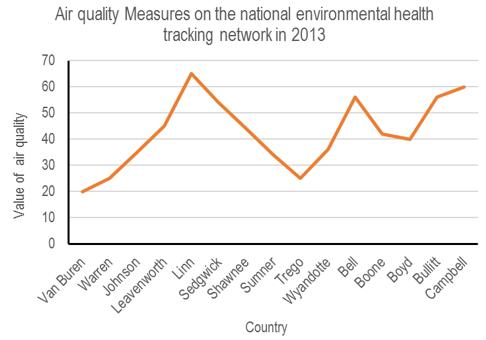 Air quality Measures on the national environmental health
tracking network in 2013
Value of air quality
70
60
50
40
30
20
10
0
Van Buren
Warren
Johnson
Leavenworth
Linn
Sedgwick
Shawnee
Sumner
Trego
Wyandotte
Bell
Boone
Boyd
Bullitt
Campbell
Country